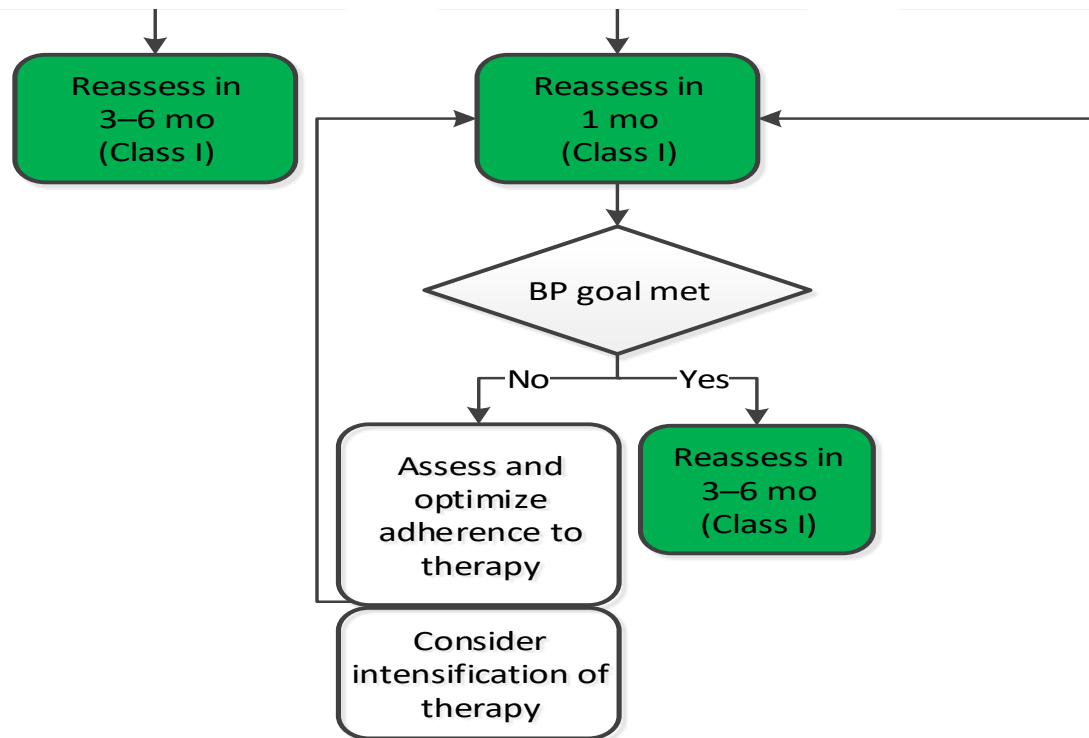 Reassess in
3–6 mo
(Class I)
Reassess in
1 mo
(Class I)
BP goal met
No
Yes
Assess and
optimize
adherence to
therapy
Reassess in
3–6 mo
(Class I)
Consider
intensification of
therapy